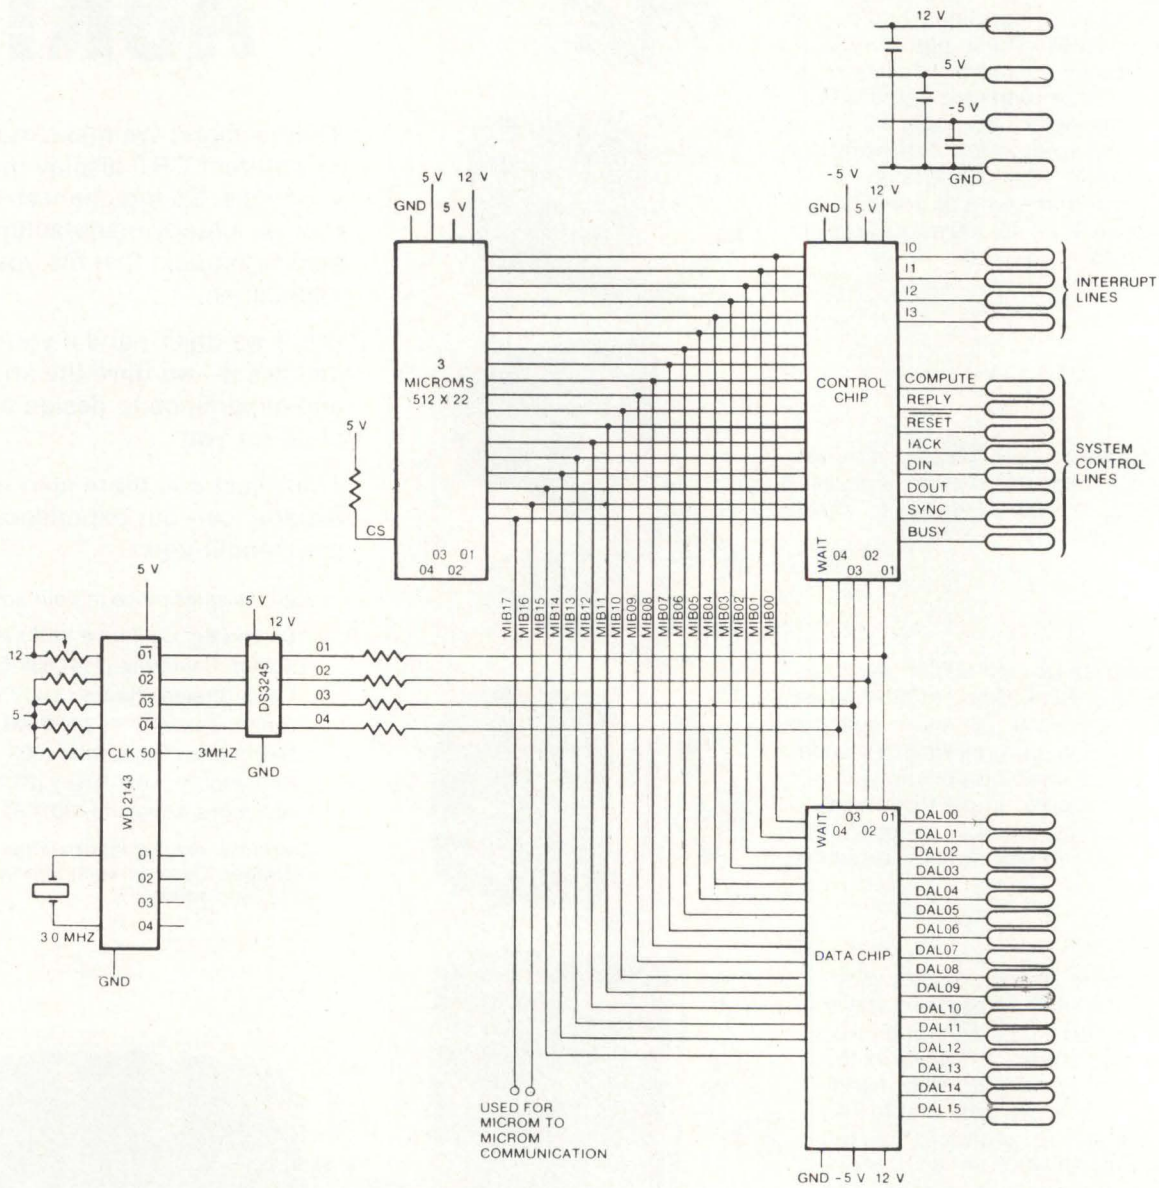 12 V
5 V
-5 V
GND
5 V 12 V
GND 5 V
-5 V 12 V
GND 5 V
I0
I1
I2
I3
INTERRUPT
LINES
3
MICROMS
512 X 22
5 V
CS
03 01
04 02
CONTROL
CHIP
COMPUTE
REPLY
RESET
IACK
DIN
DOUT
SYNC
BUSY
SYSTEM
CONTROL
LINES
WAIT
04 02
03 01
MIB17
MIB16
MIB15
MIB14
MIB13
MIB12
MIB11
MIB10
MIB09
MIB08
MIB07
MIB06
MIB05
MIB04
MIB03
MIB02
MIB01
MIB00
5 V
12
5
02
03
CLK 50
3MHZ
WD2143
01
02
03
04
30 MHZ
GND
5 V
12 V
DS3245
GND
01
02
03
04
WAIT
03 01
04 02
DATA CHIP
DAL00
DAL01
DAL02
DAL03
DAL04
DAL05
DAL06
DAL07
DAL08
DAL09
DAL10
DAL11
DAL12
DAL13
DAL14
DAL15
GND -5 V 12 V
USED FOR
MICROM TO
MICROM
COMMUNICATION